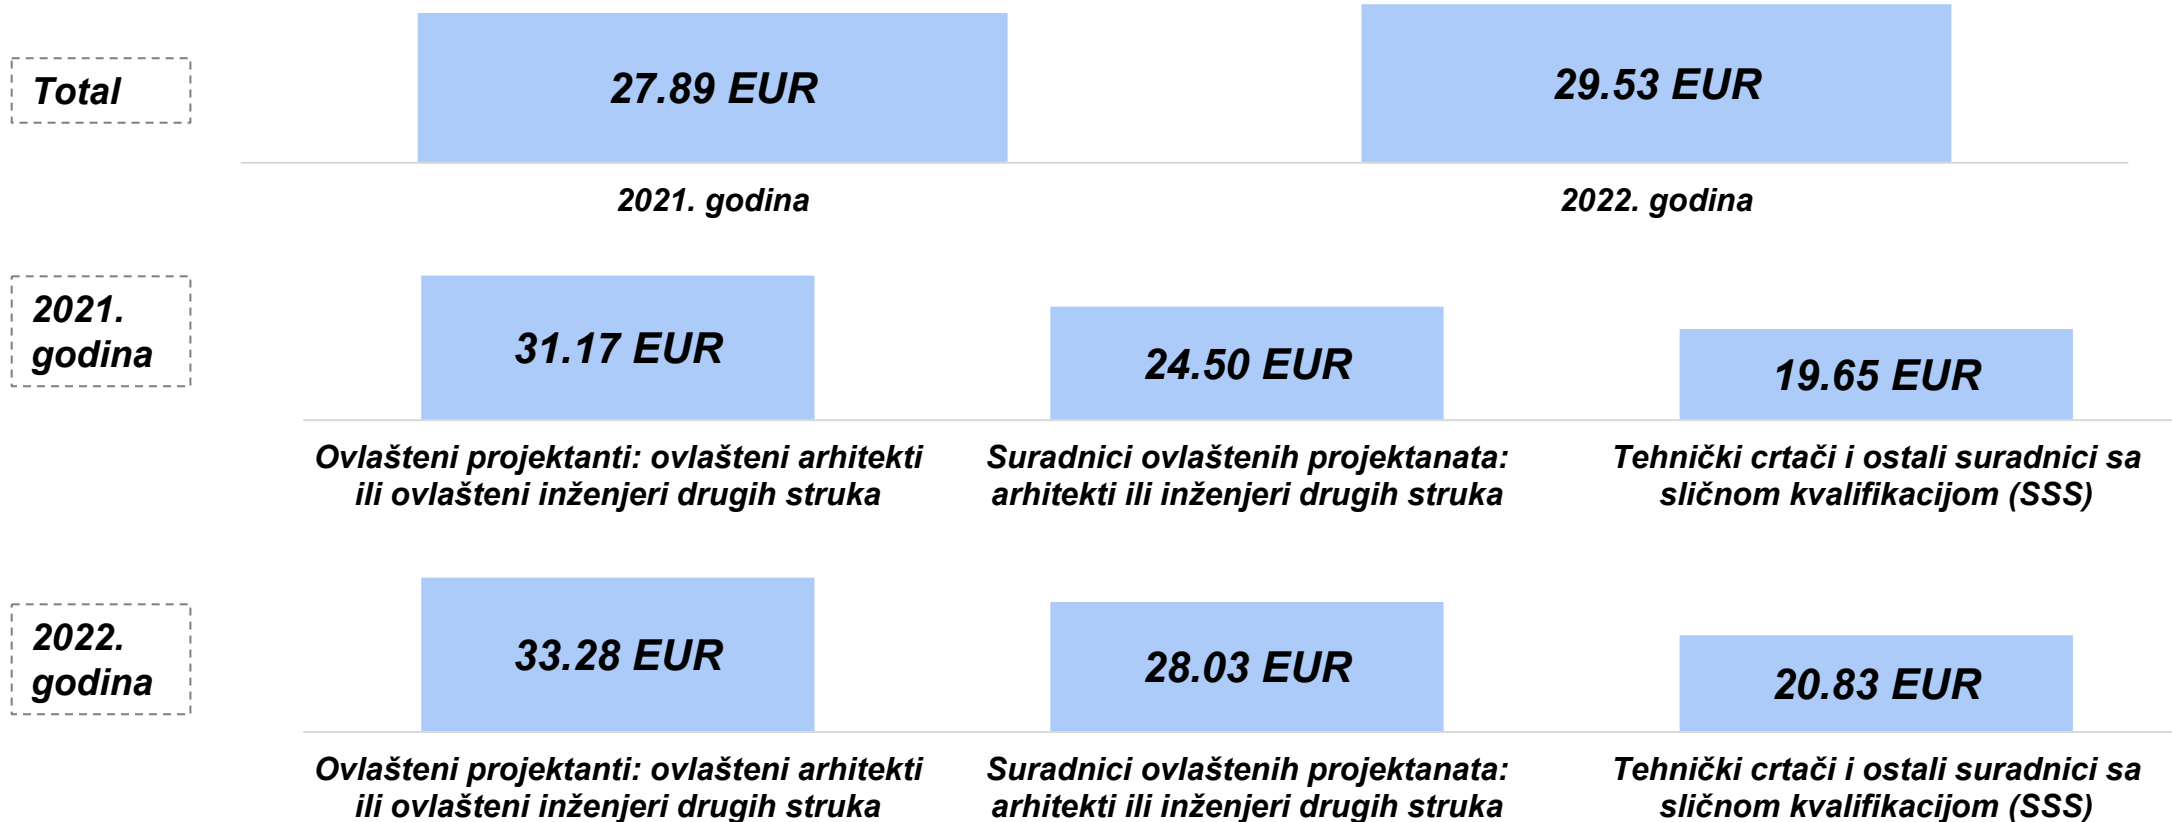 Total
27.89 EUR
29.53 EUR
2021. godina
2022. godina
2021.
godina
31.17 EUR
24.50 EUR
19.65 EUR
Ovlašteni projektanti: ovlašteni arhitekti
ili ovlašteni inženjeri drugih struka
Suradnici ovlaštenih projektanata:
arhitekti ili inženjeri drugih struka
Tehnički crtači i ostali suradnici sa
sličnom kvalifikacijom (SSS)
2022.
godina
33.28 EUR
28.03 EUR
20.83 EUR
Ovlašteni projektanti: ovlašteni arhitekti
ili ovlašteni inženjeri drugih struka
Suradnici ovlaštenih projektanata:
arhitekti ili inženjeri drugih struka
Tehnički crtači i ostali suradnici sa
sličnom kvalifikacijom (SSS)